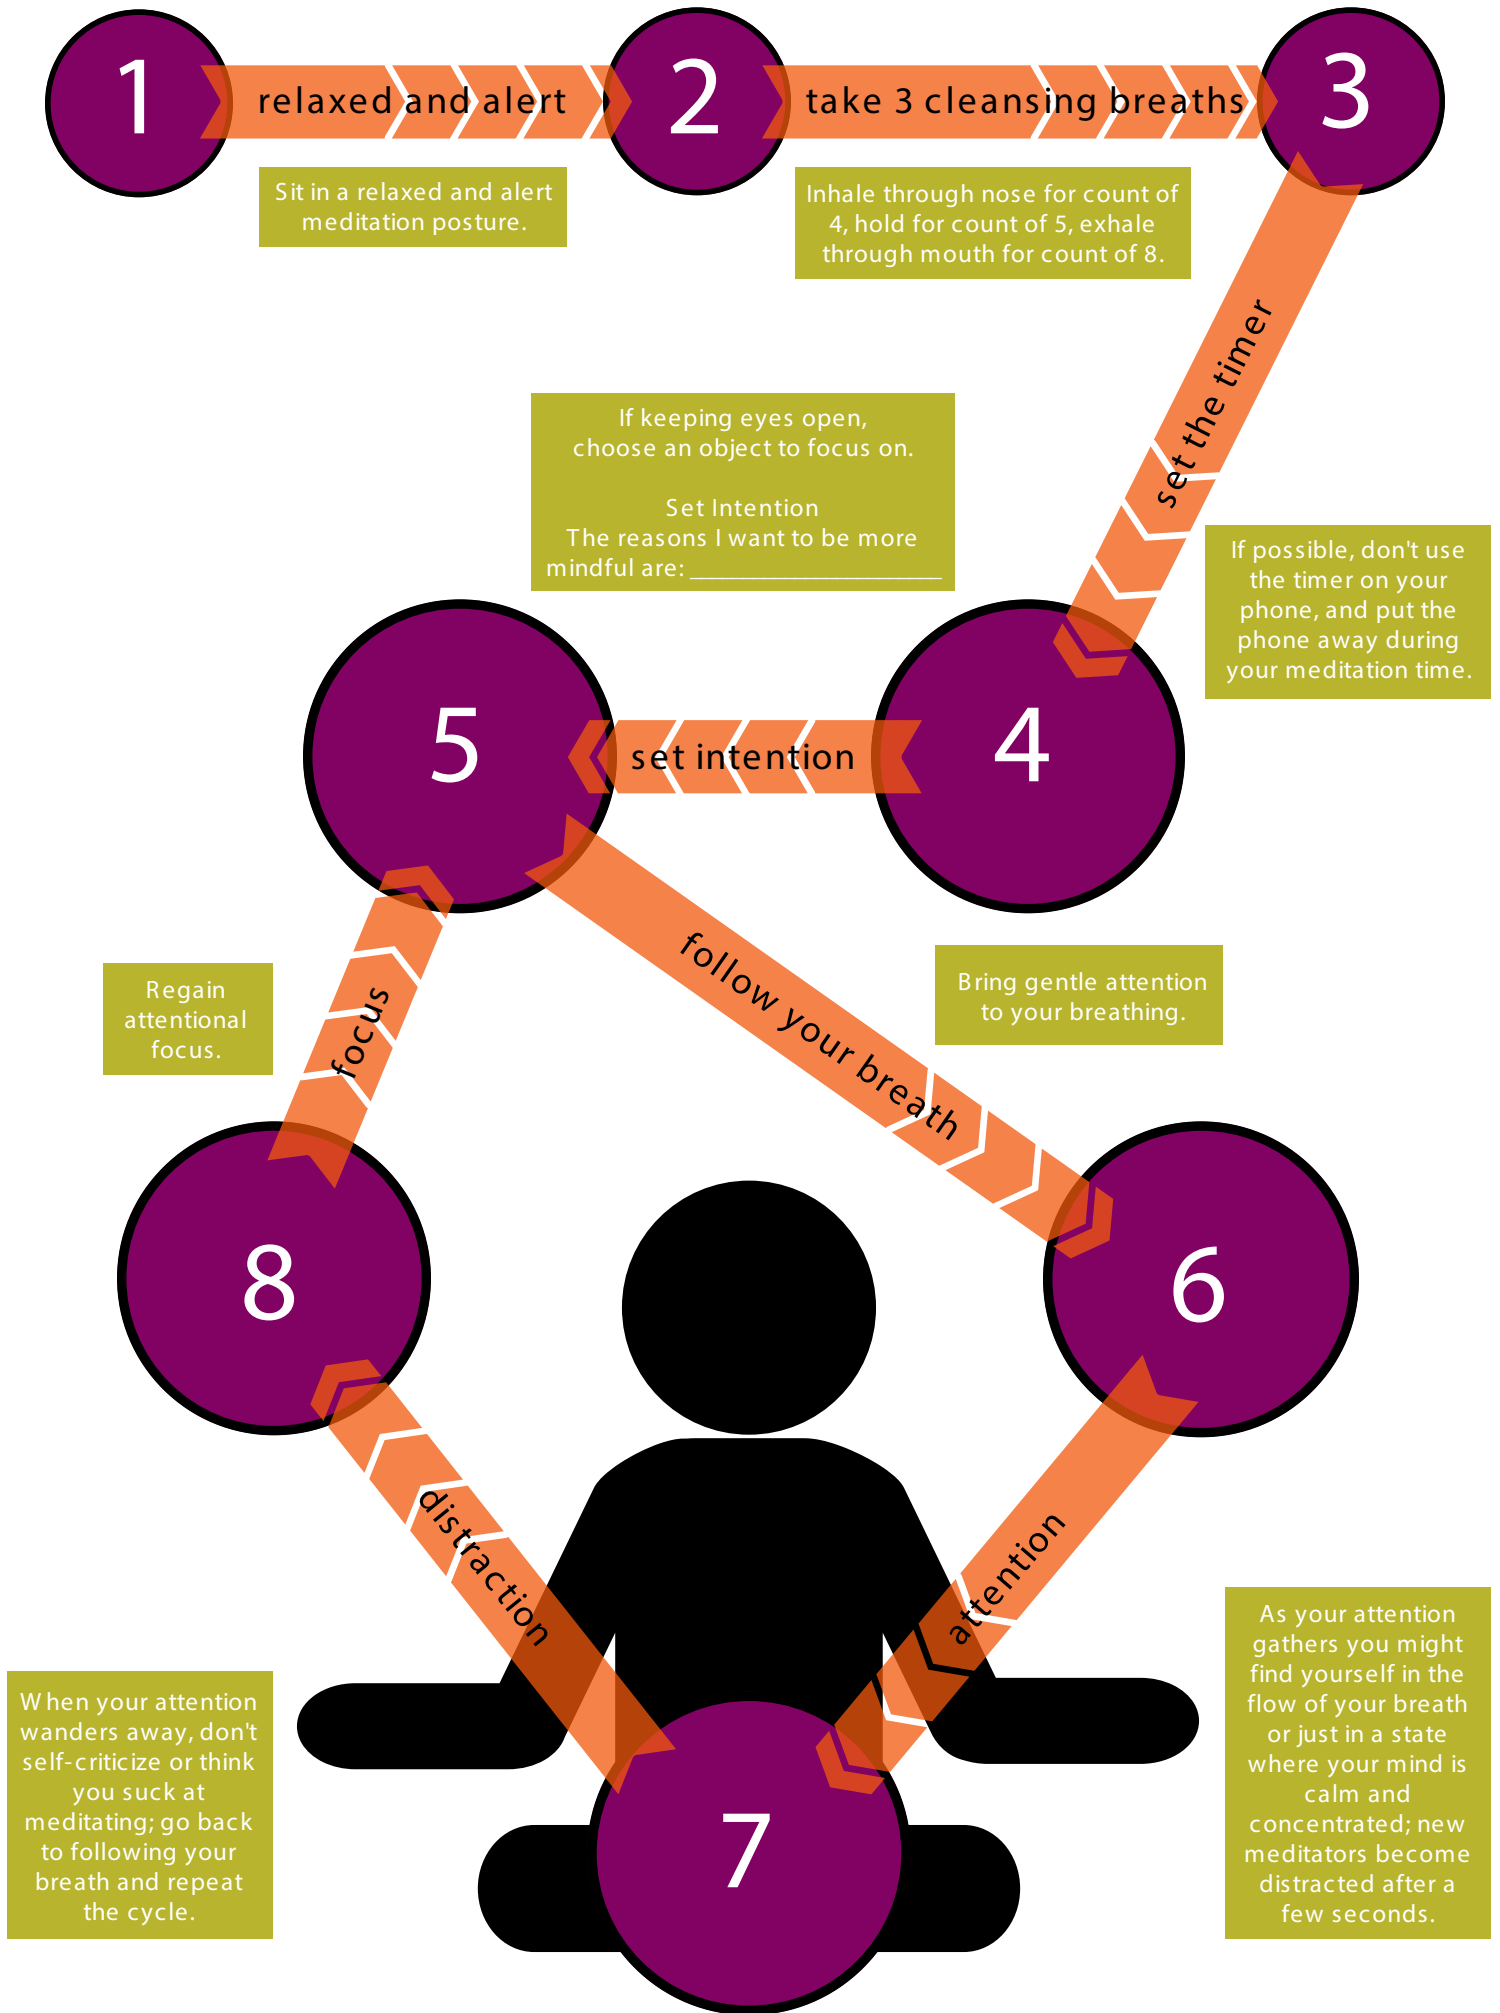 1
relaxed and alert
2
take 3 cleansing breaths
3
Sit in a relaxed and alert
meditation posture.
Inhale through nose for count of
4, hold for count of 5, exhale
through mouth for count of 8.
set the timer
If possible, don't use
the timer on your
phone, and put the
phone away during
your meditation time.
If keeping eyes open,
choose an object to focus on.
Set Intention
The reasons I want to be more
mindful are: ____________________
4
set intention
5
follow your breath
Bring gentle attention
to your breathing.
6
attention
As your attention
gathers you might
find yourself in the
flow of your breath
or just in a state
where your mind is
calm and
concentrated; new
meditators become
distracted after a
few seconds.
7
distraction
When your attention
wanders away, don't
self-criticize or think
you suck at
meditating; go back
to following your
breath and repeat
the cycle.
8
focus
Regain
attentional
focus.